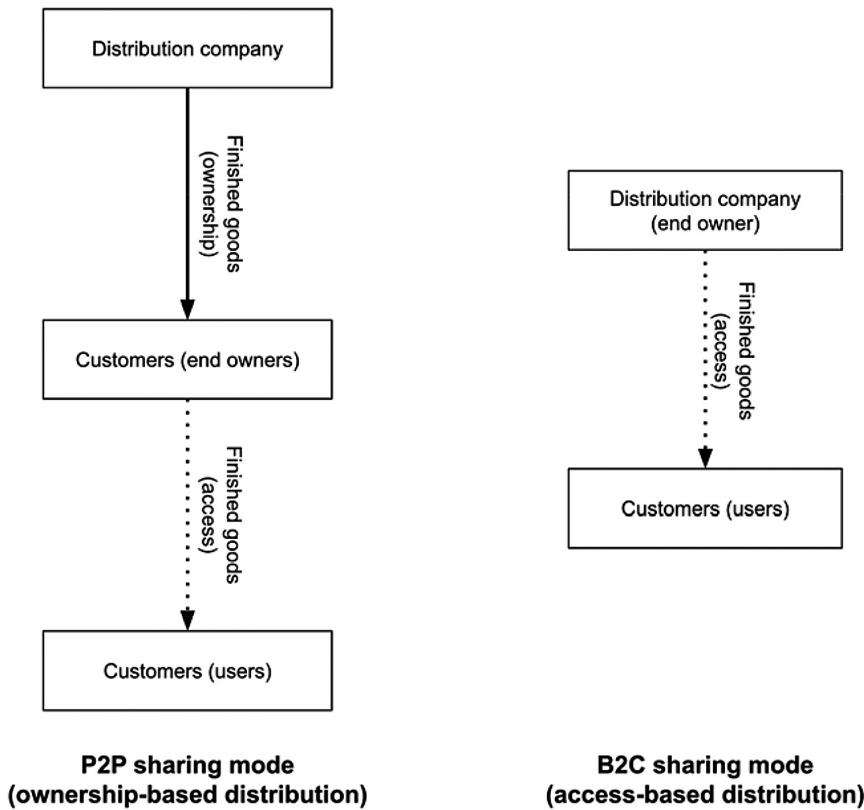 Distribution company
Finished goods
(ownership)
Customers (end owners)
Finished goods
(access)
Customers (users)
P2P sharing mode
(ownership-based distribution)
Distribution company
(end owner)
Finished goods
(access)
Customers (users)
B2C sharing mode
(access-based distribution)